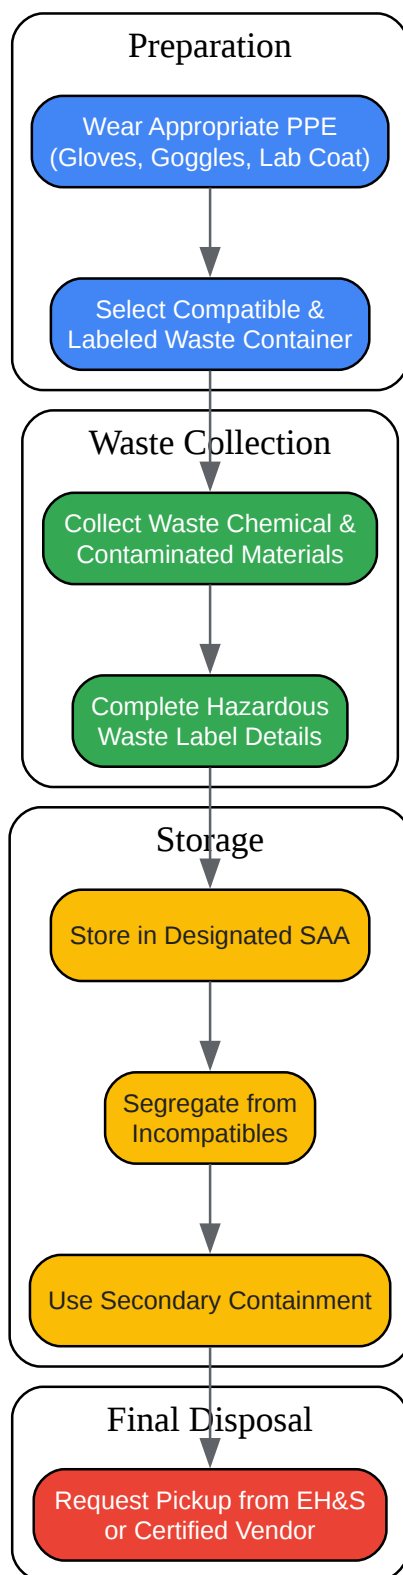 Preparation
Wear Appropriate PPE
(Gloves, Goggles, Lab Coat)
Select Compatible &
Labeled Waste Container
Waste Collection
Collect Waste Chemical &
Contaminated Materials
Complete Hazardous
Waste Label Details
Storage
Store in Designated SAA
Segregate from
Incompatibles
Use Secondary Containment
Final Disposal
Request Pickup from EH&S
or Certified Vendor